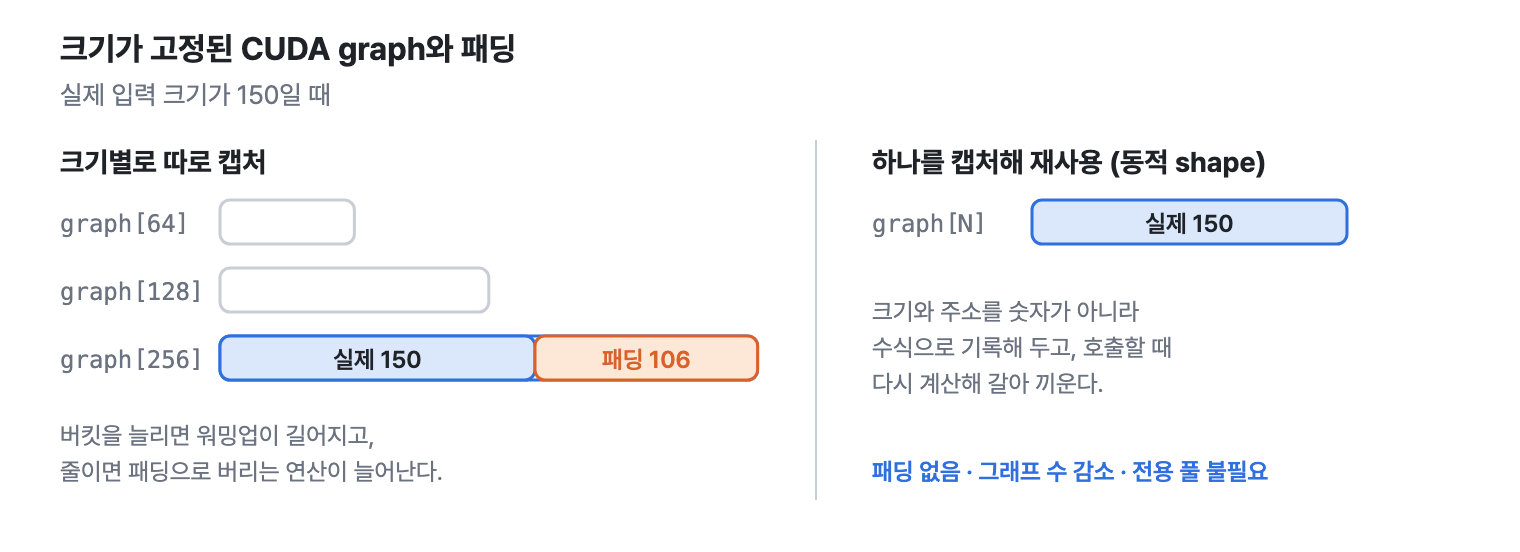 크기가 고정된 CUDA graph와 패딩
실제 입력 크기가 150일 때
크기별로 따로 캡처
graph[64]
graph[128]
graph[256]
실제 150
패딩 106
버킷을 늘리면 워밍업이 길어지고,
줄이면 패딩으로 버리는 연산이 늘어난다.
하나를 캡처해 재사용 (동적 shape)
graph[N]
실제 150
크기와 주소를 숫자가 아니라
수식으로 기록해 두고, 호출할 때
다시 계산해 갈아 끼운다.
패딩 없음 · 그래프 수 감소 · 전용 풀 불필요